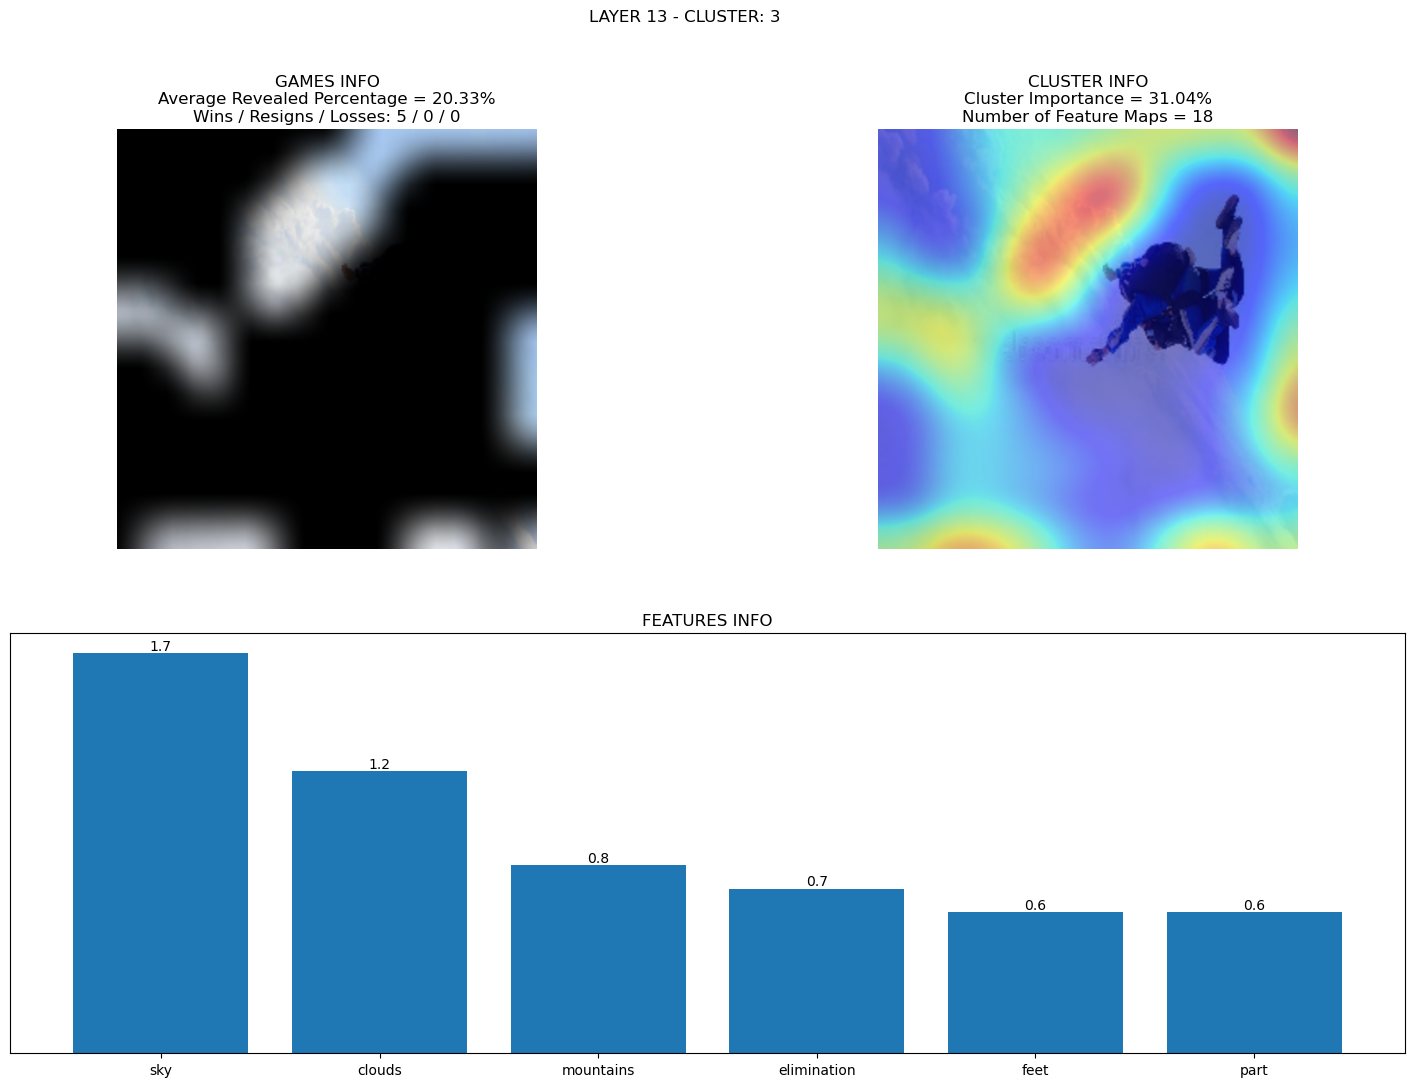 LAYER 13 - CLUSTER: 3
GAMES INFO
Average Revealed Percentage = 20.33%
Wins / Resigns / Losses: 5 / 0 / 0
CLUSTER INFO
Cluster Importance = 31.04%
Number of Feature Maps = 18
FEATURES INFO
1.7
1.2
0.8
0.7
0.6
0.6
sky
clouds
mountains
elimination
feet
part